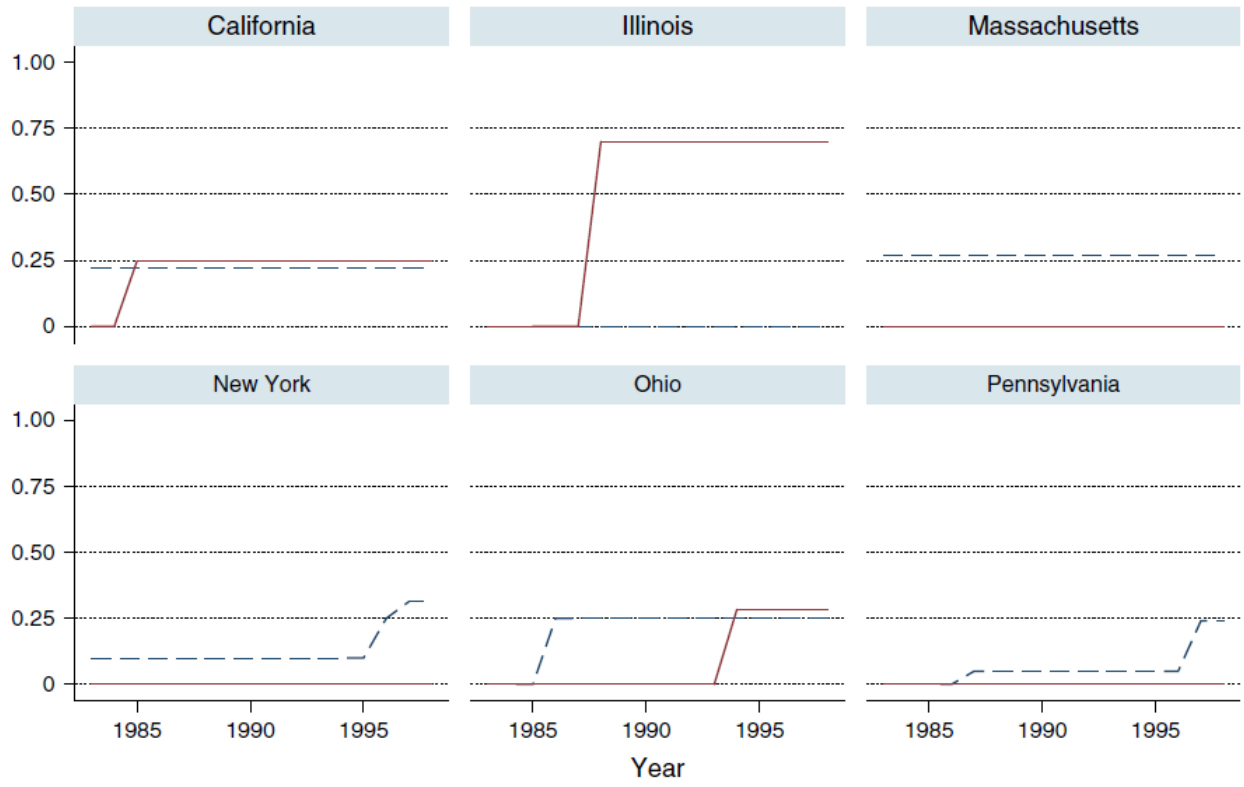 California Illinois Massachusetts
1.00
0.75
0.50
0.25
0
New York Ohio Pennsylvania
1.00
0.75
0.50
0.25
0
1985 1990 1995 1985 1990 1995 1985 1990 1995
Year